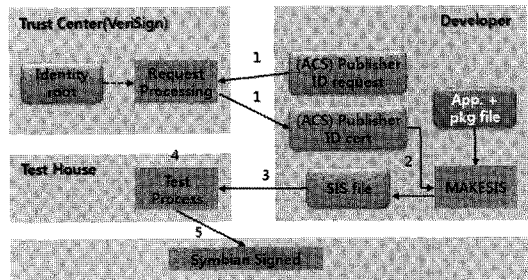 Trust Center(VeriSign)
Developer
Identity
root
Request
Processing
1
1
(ACS) Publisher
ID request
(ACS) Publisher
ID cert
App. +
pkg file
2
Test House
4
Test
Process
3
SIS file
MAKESIS
5
Symbian Signed